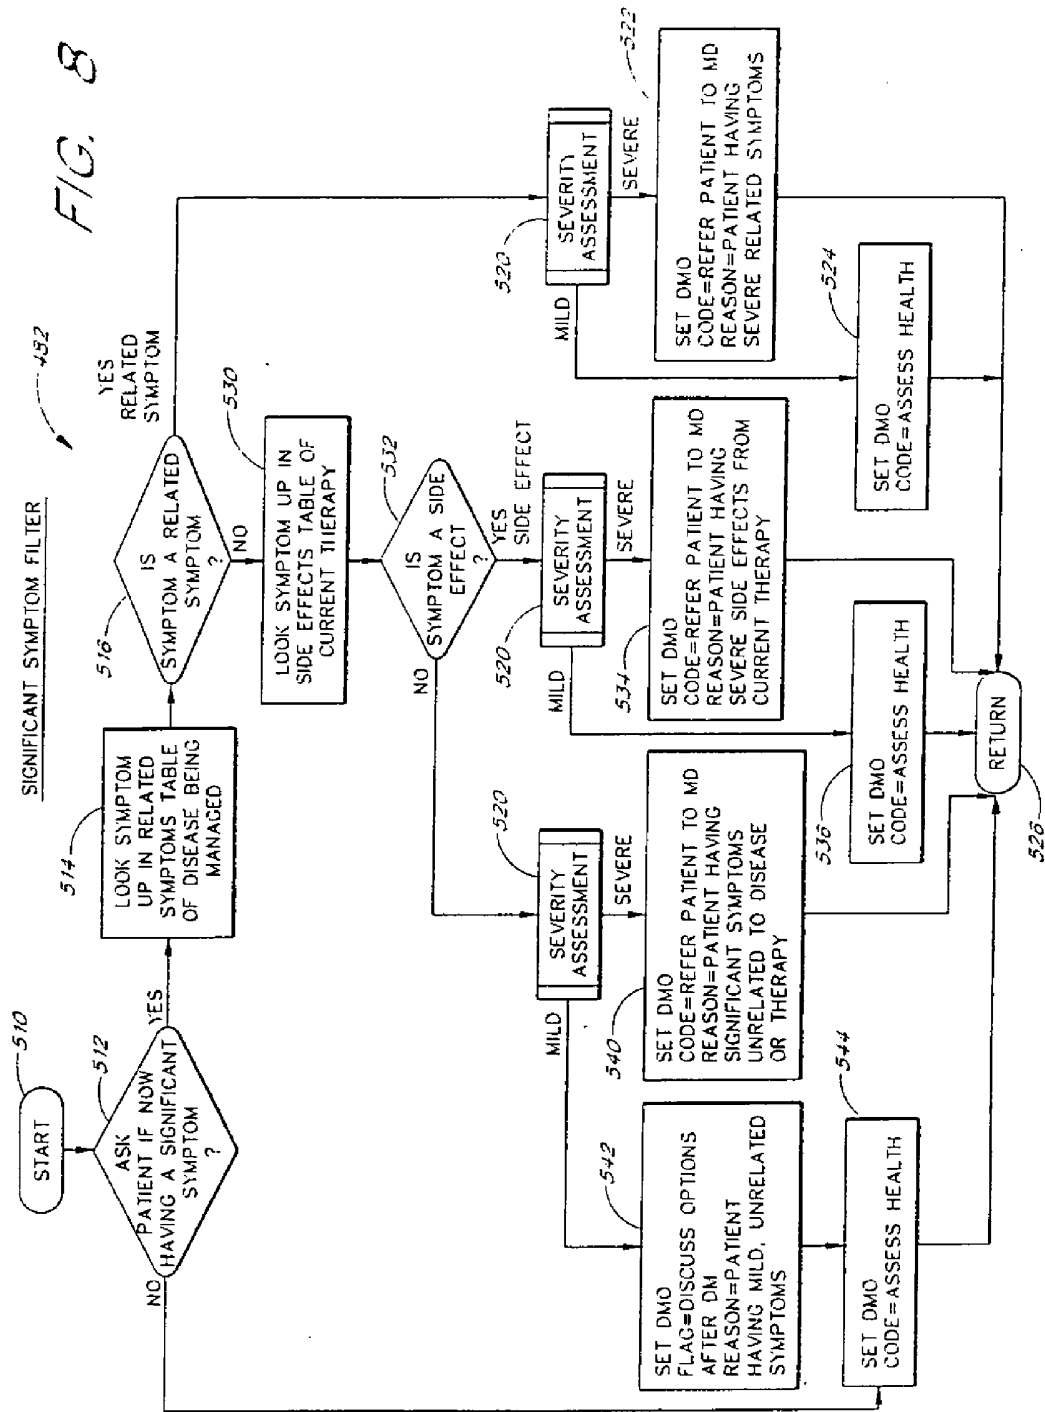 FIG. 8
SIGNIFICANT SYMPTOM FILTER
482
START
510
ASK
PATIENT IF NOW
HAVING A SIGNIFICANT
SYMPTOM
?
512
YES
NO
514
LOOK SYMPTOM
UP IN RELATED
SYMPTOMS TABLE
OF DISEASE BEING
MANAGED
516
IS
SYMPTOM A RELATED
SYMPTOM
?
YES
RELATED
SYMPTOM
NO
530
LOOK SYMPTOM UP IN
SIDE EFFECTS TABLE OF
CURRENT THERAPY
532
IS
SYMPTOM A SIDE
EFFECT
?
NO
YES
SIDE EFFECT
520
SEVERITY
ASSESSMENT
MILD
SEVERE
520
SEVERITY
ASSESSMENT
MILD
SEVERE
520
SEVERITY
ASSESSMENT
MILD
SEVERE
542
SET DMO
FLAG=DISCUSS OPTIONS
AFTER DM
REASON=PATIENT
HAVING MILD, UNRELATED
SYMPTOMS
540
SET DMO
CODE=REFER PATIENT TO MD
REASON=PATIENT HAVING
SIGNIFICANT SYMPTOMS
UNRELATED TO DISEASE
OR THERAPY
534
SET DMO
CODE=REFER PATIENT TO MD
REASON=PATIENT HAVING
SEVERE SIDE EFFECTS FROM
CURRENT THERAPY
522
SET DMO
CODE=REFER PATIENT TO MD
REASON=PATIENT HAVING
SEVERE RELATED SYMPTOMS
544
SET DMO
CODE=ASSESS HEALTH
536
SET DMO
CODE=ASSESS HEALTH
524
SET DMO
CODE=ASSESS HEALTH
RETURN
526